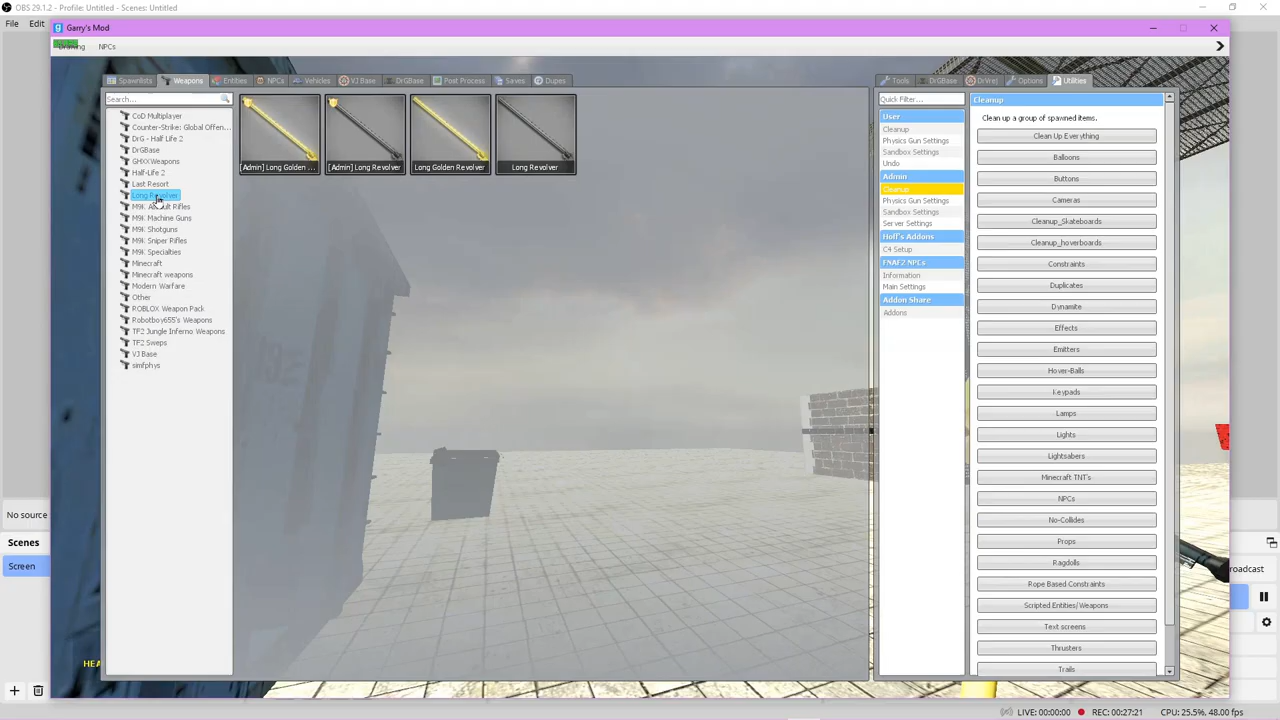 OBS 29.1.2 - Profile: Untitled - Scenes: Untitled
File Edit
Garry's Mod
Drawing NPCs
Spawnlists Weapons Entities NPCs Vehicles VJ Base DrGBase Post Process Saves Dupes
Tools DrGBase DrVrej Options Utilities
Search...
CoD Multiplayer
Counter-Strike: Global Offen...
DrG - Half Life 2
DrGBase
GHXXWeapons
Half-Life 2
Last Resort
Long Revolver
M9K Assault Rifles
M9K Machine Guns
M9K Shotguns
M9K Sniper Rifles
M9K Specialties
Minecraft
Minecraft weapons
Modern Warfare
Other
ROBLOX Weapon Pack
Robotboy655's Weapons
TF2 Jungle Inferno Weapons
TF2 Sweps
VJ Base
simfphys
[Admin] Long Golden ...
[Admin] Long Revolver
Long Golden Revolver
Long Revolver
Quick Filter...
User
Cleanup
Physics Gun Settings
Sandbox Settings
Undo
Admin
Cleanup
Physics Gun Settings
Sandbox Settings
Server Settings
Hoff's Addons
C4 Setup
FNAF2 NPCs
Information
Main Settings
Addon Share
Addons
Cleanup
Clean up a group of spawned items.
Clean Up Everything
Balloons
Buttons
Cameras
Cleanup_Skateboards
Cleanup_hoverboards
Constraints
Duplicates
Dynamite
Effects
Emitters
Hover-Balls
Keypads
Lamps
Lights
Lightsabers
Minecraft TNT's
NPCs
No-Collides
Props
Ragdolls
Rope Based Constraints
Scripted Entities/Weapons
Text screens
Thrusters
Trails
No source
Scenes
Screen
HEA
roadcast
LIVE: 00:00:00 REC: 00:27:21 CPU: 25.5%, 48.00 fps